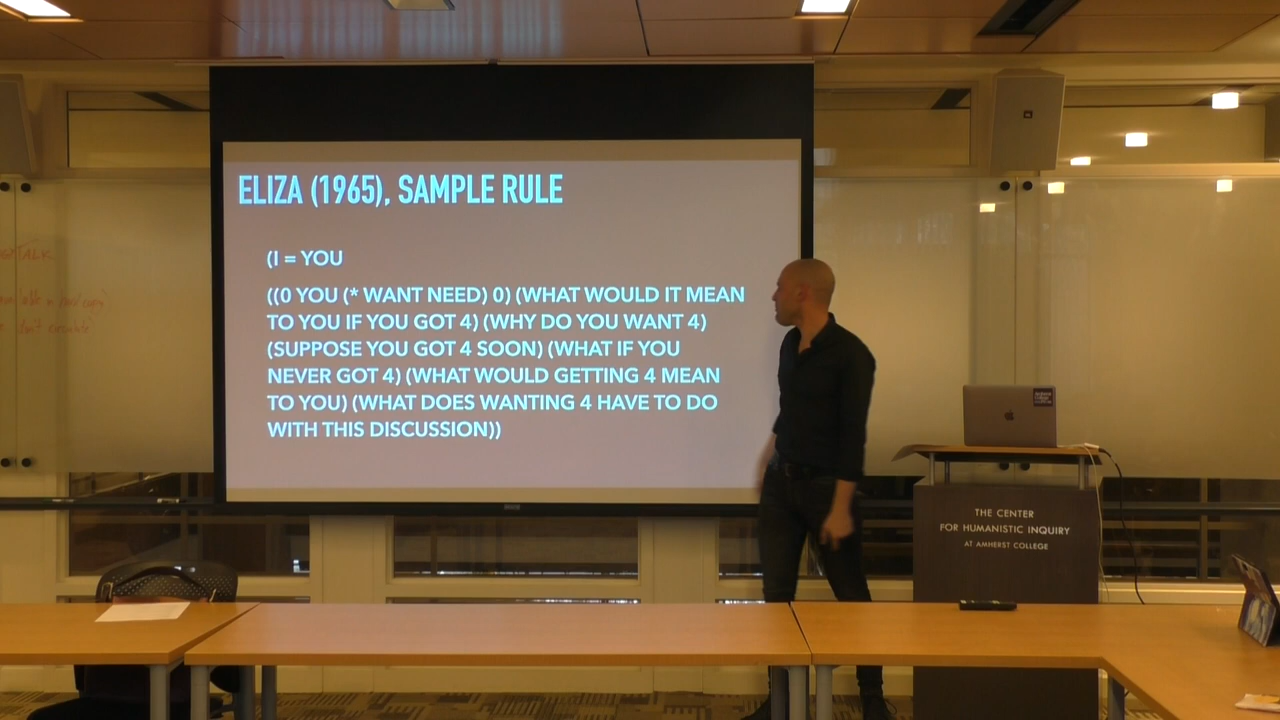 ELIZA (1965), SAMPLE RULE
(I = YOU
((0 YOU (* WANT NEED) 0) (WHAT WOULD IT MEAN
TO YOU IF YOU GOT 4) (WHY DO YOU WANT 4)
(SUPPOSE YOU GOT 4 SOON) (WHAT IF YOU
NEVER GOT 4) (WHAT WOULD GETTING 4 MEAN
TO YOU) (WHAT DOES WANTING 4 HAVE TO DO
WITH THIS DISCUSSION))
THE CENTER
FOR HUMANISTIC INQUIRY
AT AMHERST COLLEGE